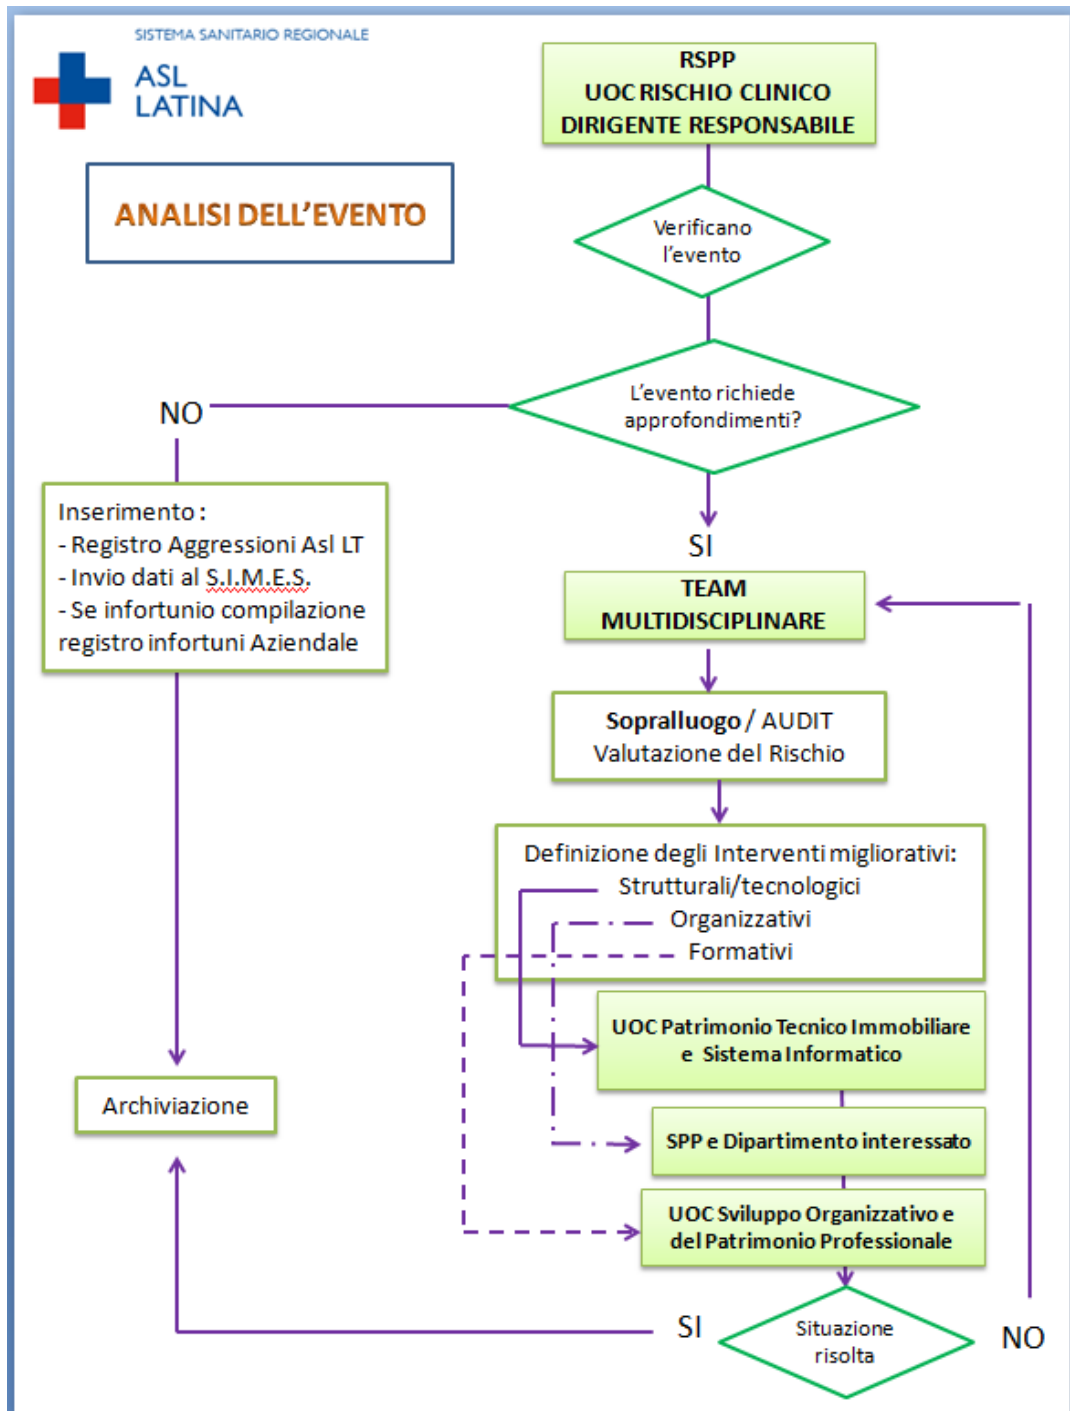 SISTEMA SANITARIO REGIONALE
ASL
LATINA
RSPP
UOC RISCHIO CLINICO
DIRIGENTE RESPONSABILE
ANALISI DELL'EVENTO
Verificano
l'evento
L'evento richiede
approfondimenti?
NO
Inserimento :
- Registro Aggressioni Asl LT
- Invio dati al S.I.M.E.S.
- Se infortunio compilazione
registro infortuni Aziendale
SI
TEAM
MULTIDISCIPLINARE
Sopralluogo / AUDIT
Valutazione del Rischio
Definizione degli Interventi migliorativi:
Strutturali/tecnologici
Organizzativi
Formativi
UOC Patrimonio Tecnico Immobiliare
e Sistema Informatico
Archiviazione
SPP e Dipartimento interessato
UOC Sviluppo Organizzativo e
del Patrimonio Professionale
SI
Situazione
risolta
NO